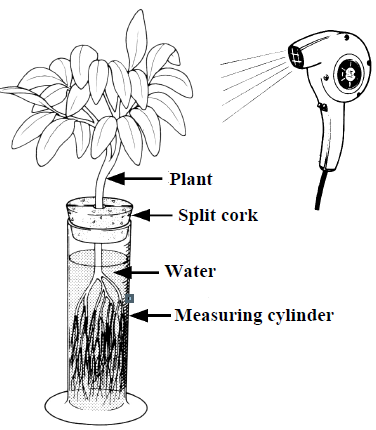 Plant
Split cork
Water
Measuring cylinder